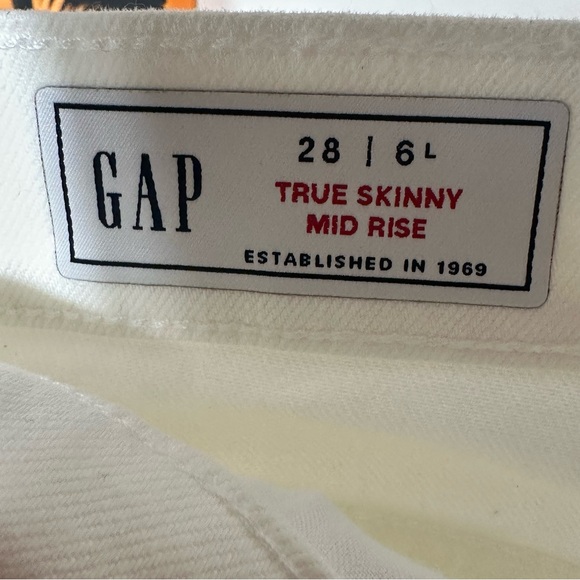 GAP
28 | 6L
TRUE SKINNY
MID RISE
ESTABLISHED IN 1969